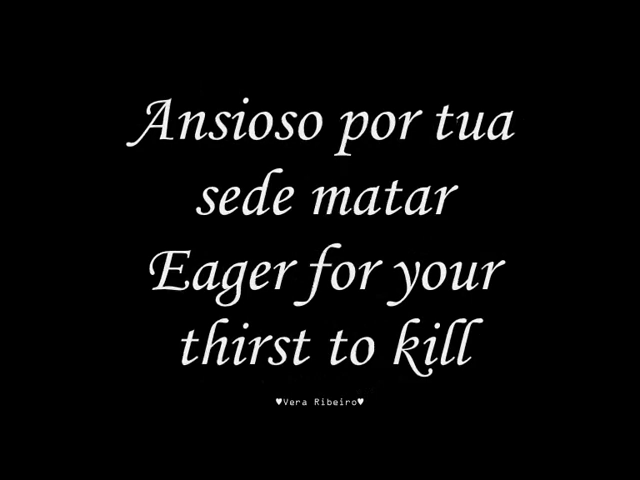 Ansioso por tua
sede matar
Eager for your
thirst to kill
♥Vera Ribeiro♥